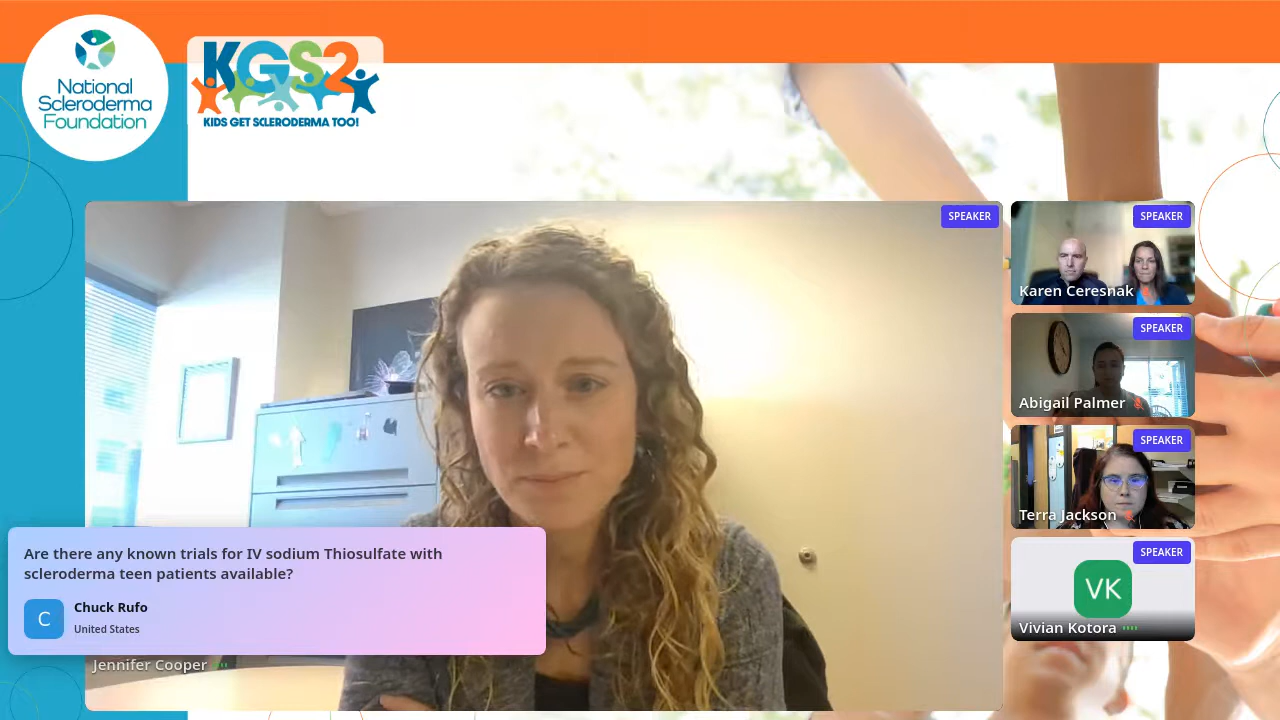 National
Scleroderma
Foundation
KGS2
KIDS GET SCLERODERMA TOO!
SPEAKER
SPEAKER
Karen Ceresnak
SPEAKER
Abigail Palmer
SPEAKER
Terra Jackson
SPEAKER
VK
Vivian Kotora
Are there any known trials for IV sodium Thiosulfate with
scleroderma teen patients available?
C
Chuck Rufo
United States
Jennifer Cooper